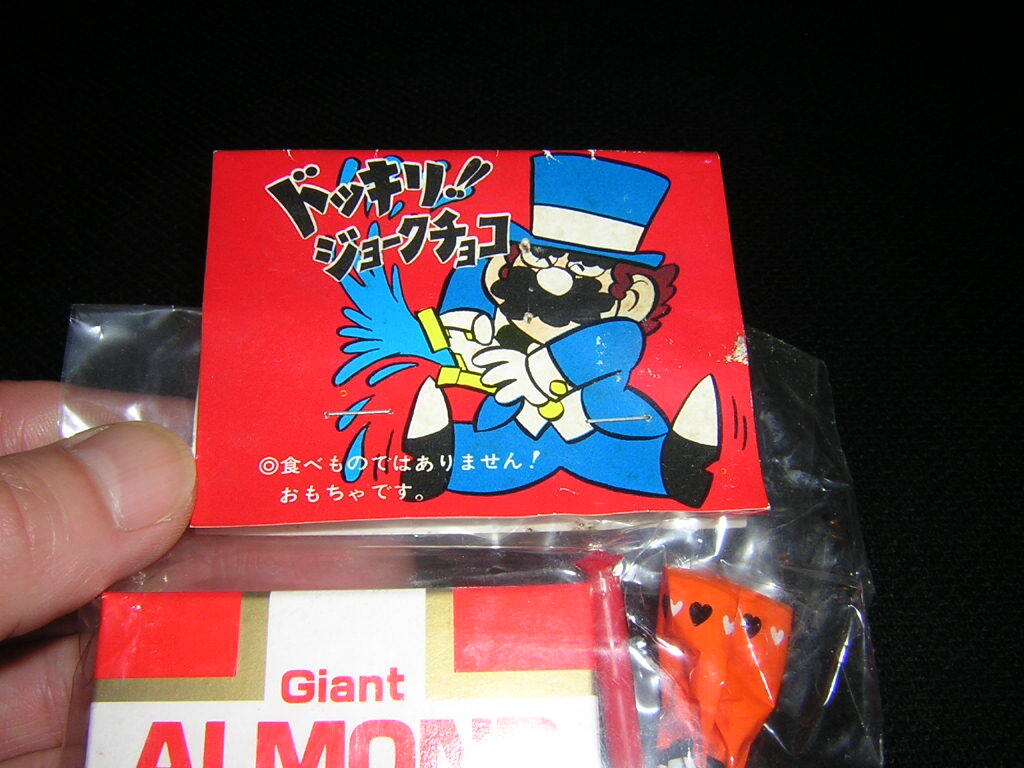 ドッキリ!!
ジョークチョコ
◎食べものではありません!
おもちゃです。
Giant
ALMOND